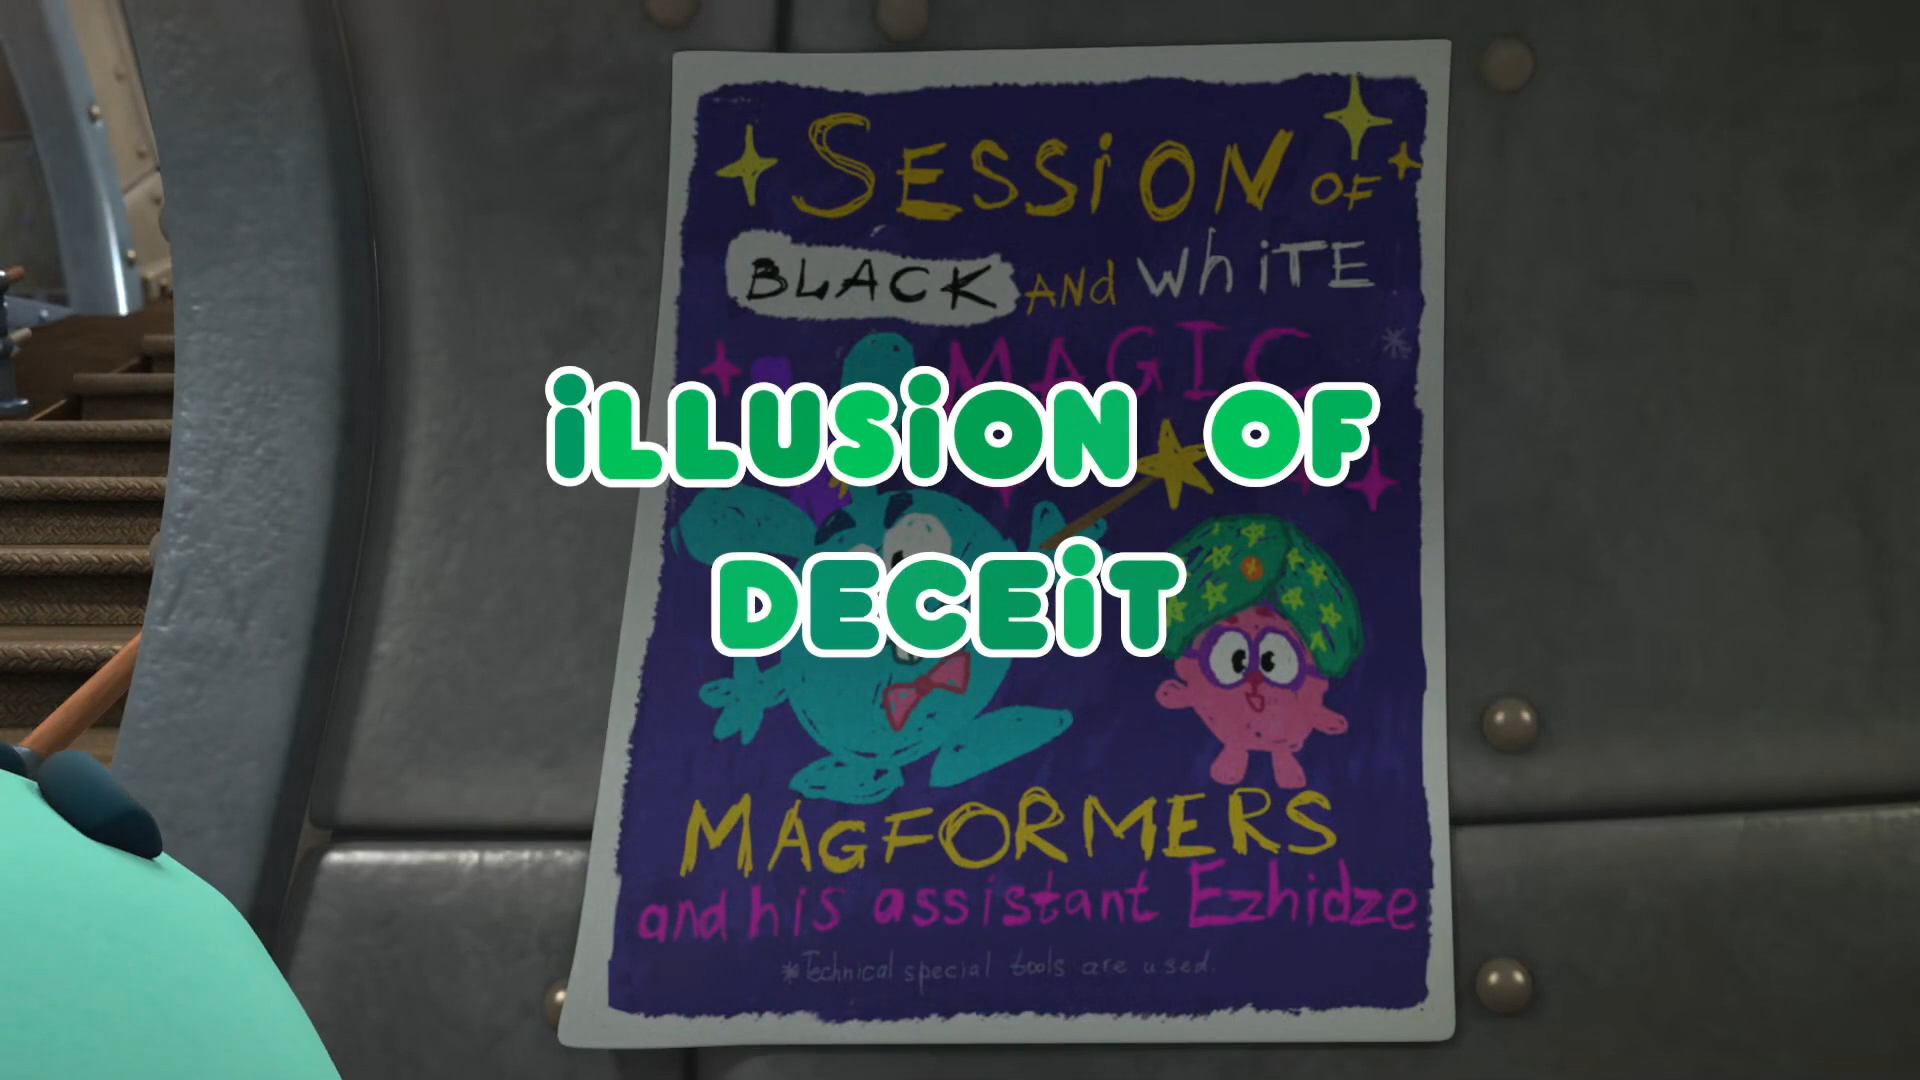 SESSiON OF
BLACK ANd WhiTE
MAGIC *
iLLUSiON OF
DECEiT
MAGFORMERS
and his assistant Ezhidze
*Technical special tools are used.